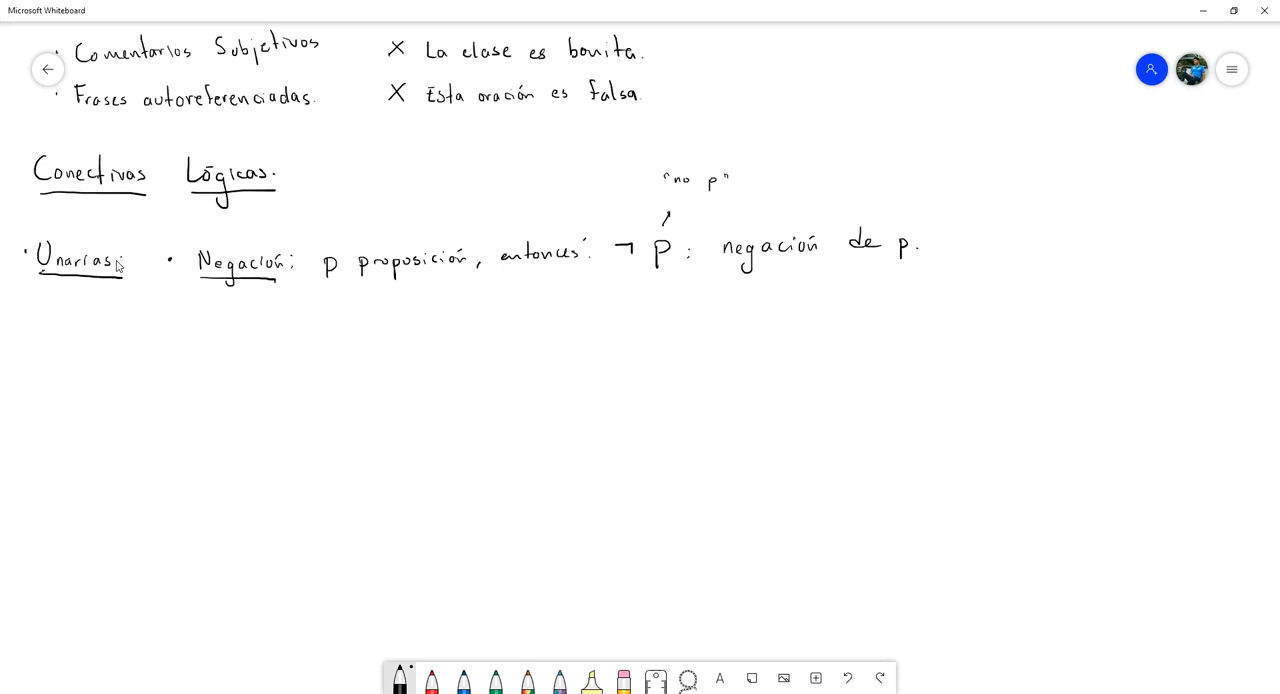 Microsoft Whiteboard
· Comentarios Subjetivos X La clase es bonita.
· Frases autoreferenciadas. X Esta oración es falsa.
Conectivas Lógicas.
"no p"
· Unarias: · Negación: p proposición, entonces: ¬ p : negación de p.
A